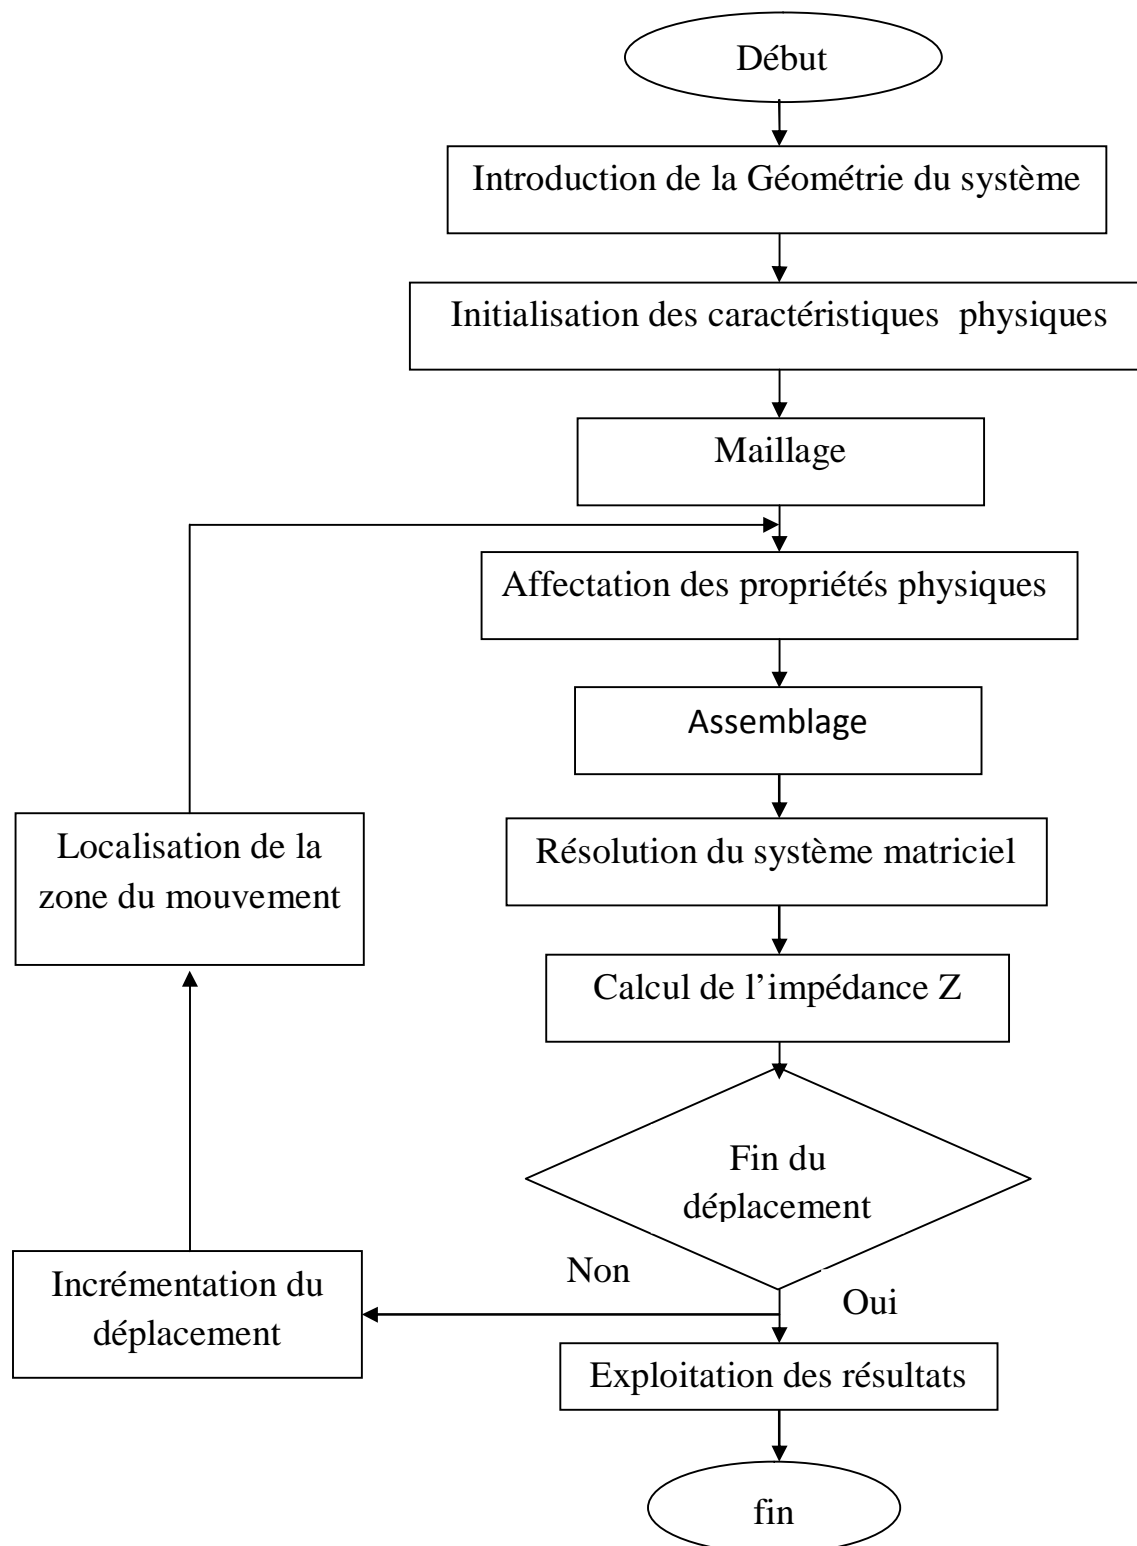 Début
Introduction de la Géométrie du système
Initialisation des caractéristiques physiques
Maillage
Affectation des propriétés physiques
Assemblage
Localisation de la
zone du mouvement
Résolution du système matriciel
Calcul de l’impédance Z
Fin du
déplacement
Non
Oui
Incrémentation du
déplacement
Exploitation des résultats
fin